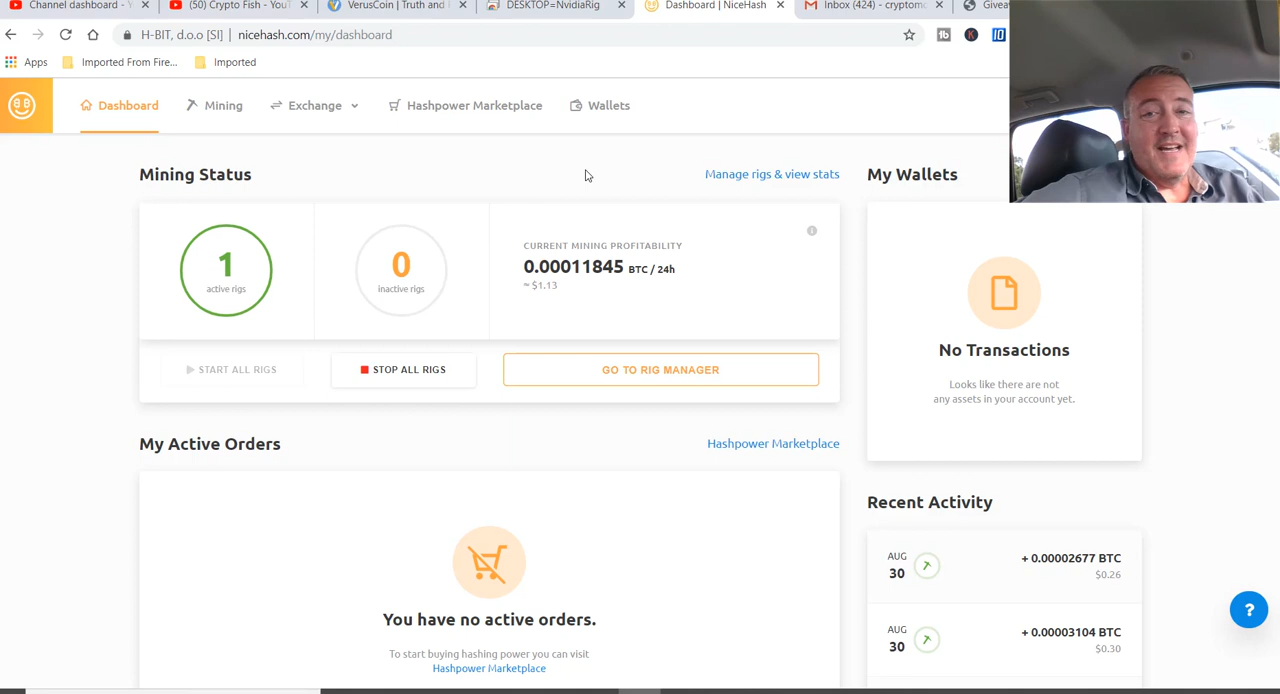 Channel dashboard - Y
(50) Crypto Fish - YouT
VerusCoin | Truth and
DESKTOP=NvidiaRig
Dashboard | NiceHash
Inbox (424) - cryptomo
Givea
H-BIT, d.o.o [SI] | nicehash.com/my/dashboard
Apps
Imported From Fire...
Imported
Dashboard
Mining
Exchange
Hashpower Marketplace
Wallets
Mining Status
Manage rigs & view stats
My Wallets
1
active rigs
0
inactive rigs
CURRENT MINING PROFITABILITY
0.00011845 BTC / 24h
≈ $1.13
START ALL RIGS
STOP ALL RIGS
GO TO RIG MANAGER
No Transactions
Looks like there are not
any assets in your account yet.
My Active Orders
Hashpower Marketplace
You have no active orders.
To start buying hashing power you can visit
Hashpower Marketplace
Recent Activity
AUG
30
+ 0.00002677 BTC
$0.26
AUG
30
+ 0.00003104 BTC
$0.30
?